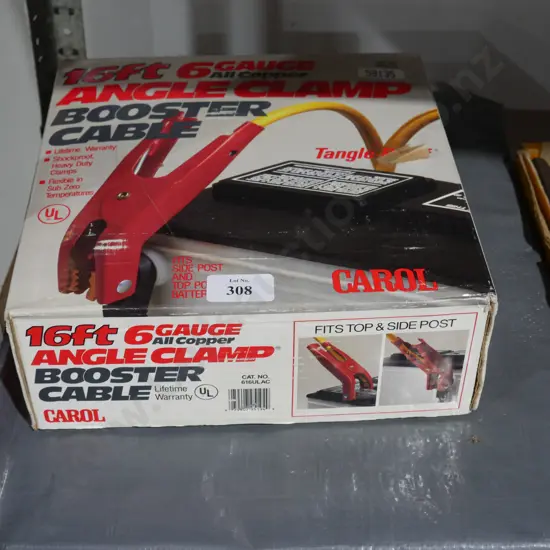 16ft 6 GAUGE
All Copper
ANGLE CLAMP
BOOSTER
CABLE
• Lifetime Warranty
• Shockproof,
Heavy Duty
Clamps
• Flexible in
Sub Zero
Temperatures
UL
Tangle
FITS
SIDE POST
AND
TOP PO
BATTER
Lot No.
308
CAROL
16ft 6 GAUGE
All Copper
ANGLE CLAMP®
BOOSTER
CABLE
Lifetime
Warranty
UL
CAROL
CAT. NO.
616ULAC
FITS TOP & SIDE POST